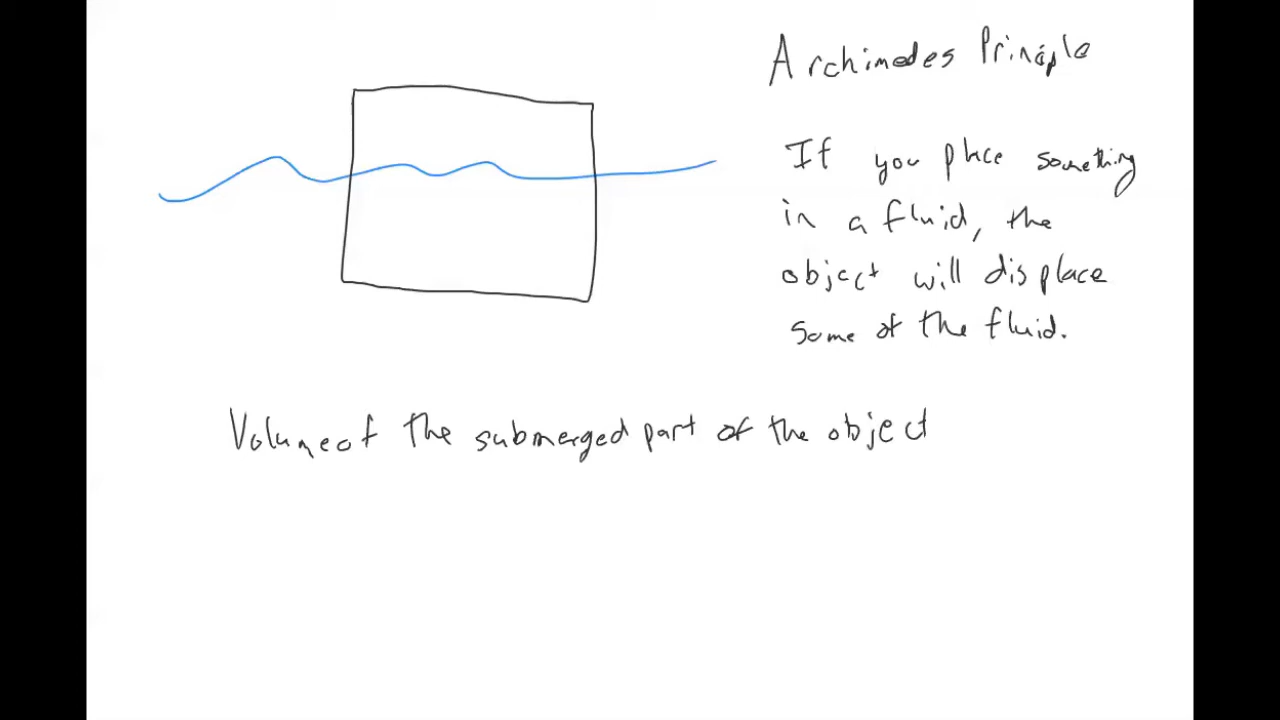 Archimedes Principle
If you place something
in a fluid, the
object will displace
some of the fluid.
Volume of the submerged part of the object